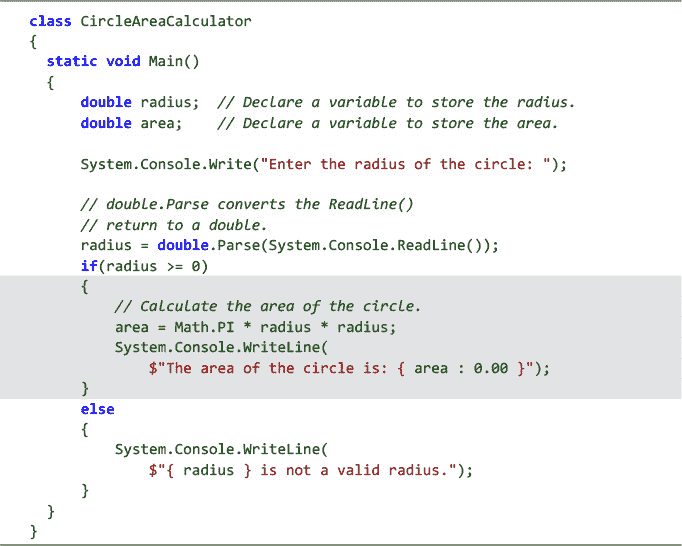 class CircleAreaCalculator
{
  static void Main()
  {
      double radius;  // Declare a variable to store the radius.
      double area;    // Declare a variable to store the area.

      System.Console.Write("Enter the radius of the circle: ");

      // double.Parse converts the ReadLine()
      // return to a double.
      radius = double.Parse(System.Console.ReadLine());
      if(radius >= 0)
      {
          // Calculate the area of the circle.
          area = Math.PI * radius * radius;
          System.Console.WriteLine(
              $"The area of the circle is: { area : 0.00 }");
      }
      else
      {
          System.Console.WriteLine(
              $"{ radius } is not a valid radius.");
      }
  }
}